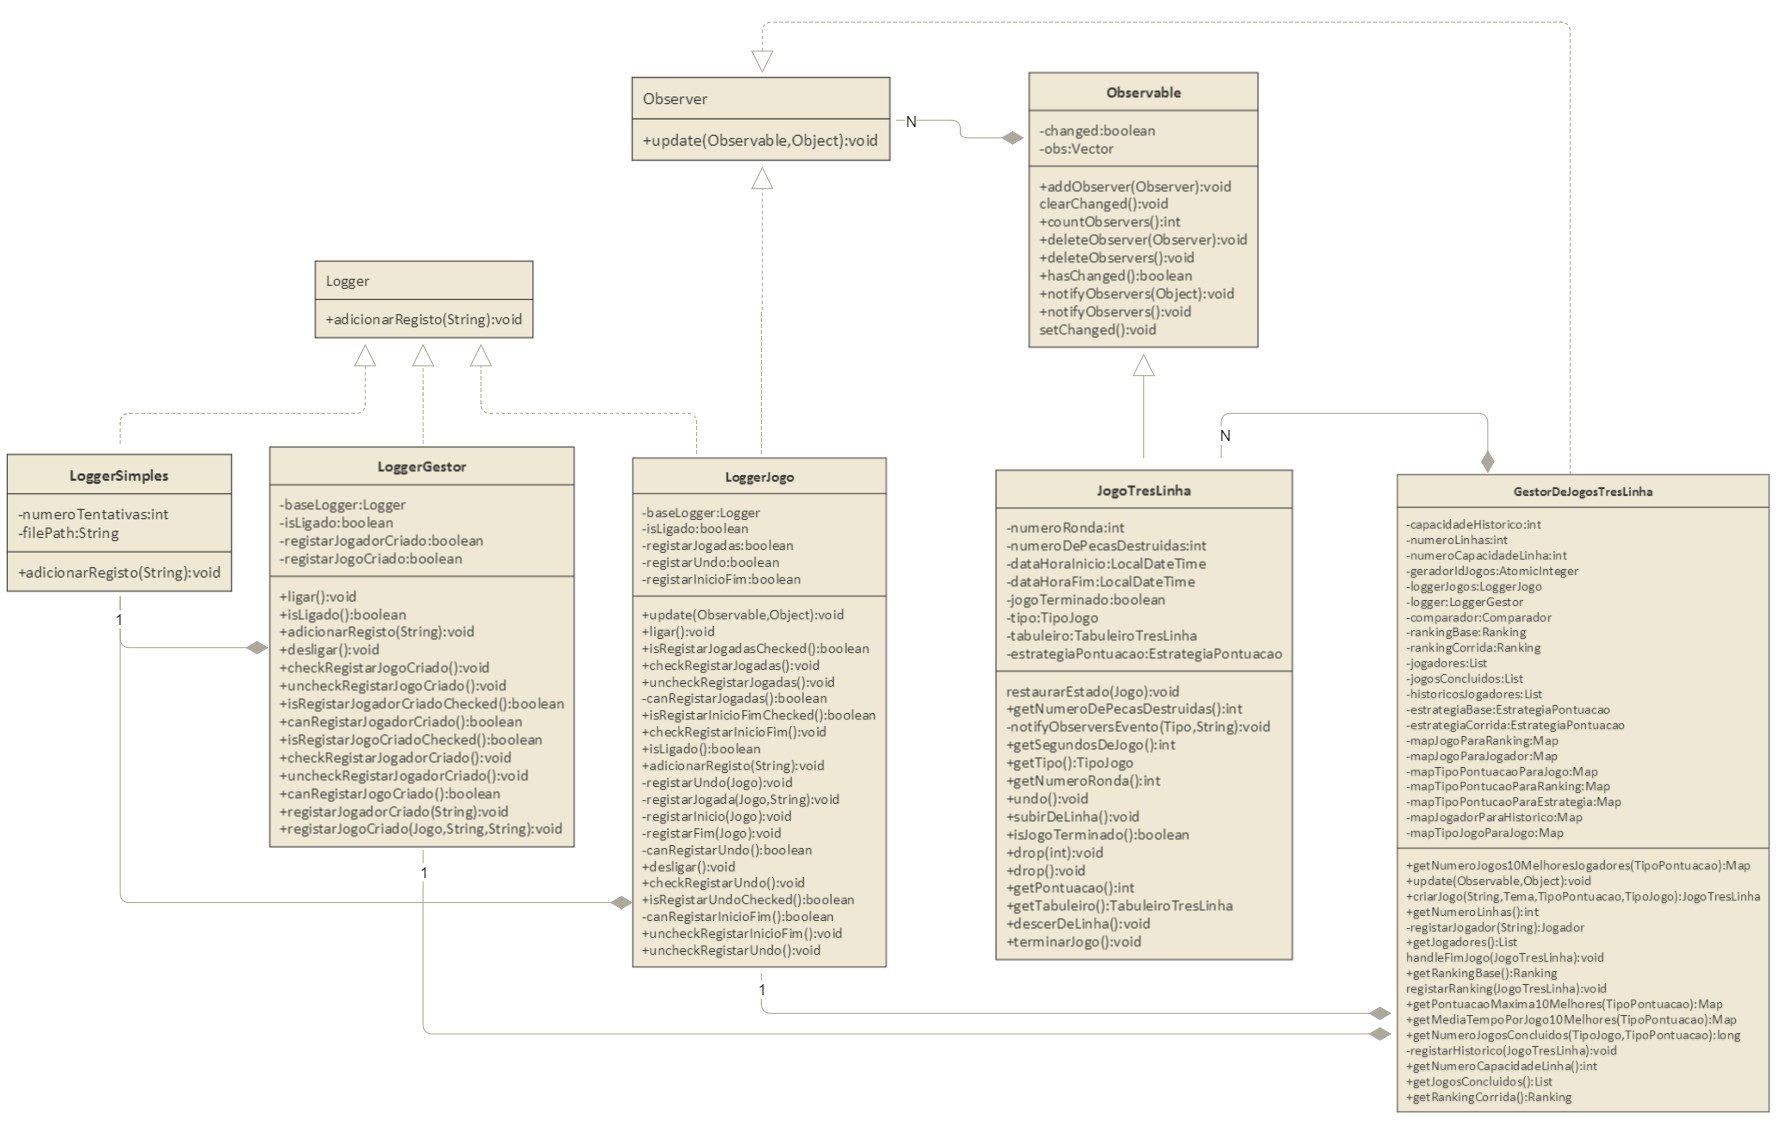 Observer
+update(Observable,Object):void
N
Observable
-changed:boolean
-obs:Vector
+addObserver(Observer):void
clearChanged():void
+countObservers():int
+deleteObserver(Observer):void
+deleteObservers():void
+hasChanged():boolean
+notifyObservers(Object):void
+notifyObservers():void
setChanged():void
Logger
+adicionarRegisto(String):void
LoggerSimples
-numeroTentativas:int
-filePath:String
+adicionarRegisto(String):void
1
LoggerGestor
-baseLogger:Logger
-isLigado:boolean
-registarJogadorCriado:boolean
-registarJogoCriado:boolean
+ligar():void
+isLigado():boolean
+adicionarRegisto(String):void
+desligar():void
+checkRegistarJogoCriado():void
+uncheckRegistarJogoCriado():void
+isRegistarJogadorCriadoChecked():boolean
+canRegistarJogadorCriado():boolean
+isRegistarJogoCriadoChecked():boolean
+checkRegistarJogadorCriado():void
+uncheckRegistarJogadorCriado():void
+canRegistarJogoCriado():boolean
+registarJogadorCriado(String):void
+registarJogoCriado(Jogo,String,String):void
1
LoggerJogo
-baseLogger:Logger
-isLigado:boolean
-registarJogadas:boolean
-registarUndo:boolean
-registarInicioFim:boolean
+update(Observable,Object):void
+ligar():void
+isRegistarJogadasChecked():boolean
+checkRegistarJogadas():void
+uncheckRegistarJogadas():void
-canRegistarJogadas():boolean
+isRegistarInicioFimChecked():boolean
+checkRegistarInicioFim():void
+isLigado():boolean
+adicionarRegisto(String):void
-registarUndo(Jogo):void
-registarJogada(Jogo,String):void
-registarInicio(Jogo):void
-registarFim(Jogo):void
-canRegistarUndo():boolean
+desligar():void
+checkRegistarUndo():void
+isRegistarUndoChecked():boolean
-canRegistarInicioFim():boolean
+uncheckRegistarInicioFim():void
+uncheckRegistarUndo():void
1
N
JogoTresLinha
-numeroRonda:int
-numeroDePecasDestruidas:int
-dataHoraInicio:LocalDateTime
-dataHoraFim:LocalDateTime
-jogoTerminado:boolean
-tipo:TipoJogo
-tabuleiro:TabuleiroTresLinha
-estrategiaPontuacao:EstrategiaPontuacao
restaurarEstado(Jogo):void
+getNumeroDePecasDestruidas():int
-notifyObserversEvento(Tipo,String):void
+getSegundosDeJogo():int
+getTipo():TipoJogo
+getNumeroRonda():int
+undo():void
+subirDeLinha():void
+isJogoTerminado():boolean
+drop(int):void
+drop():void
+getPontuacao():int
+getTabuleiro():TabuleiroTresLinha
+descerDeLinha():void
+terminarJogo():void
GestorDeJogosTresLinha
-capacidadeHistorico:int
-numeroLinhas:int
-numeroCapacidadeLinha:int
-geradorIdJogos:AtomicInteger
-loggerJogos:LoggerJogo
-logger:LoggerGestor
-comparador:Comparador
-rankingBase:Ranking
-rankingCorrida:Ranking
-jogadores:List
-jogosConcluidos:List
-historicosJogadores:List
-estrategiaBase:EstrategiaPontuacao
-estrategiaCorrida:EstrategiaPontuacao
-mapJogoParaRanking:Map
-mapJogoParaJogador:Map
-mapTipoPontuacaoParaJogo:Map
-mapTipoPontuacaoParaRanking:Map
-mapTipoPontucaoParaEstrategia:Map
-mapJogadorParaHistorico:Map
-mapTipoJogoParaJogo:Map
+getNumeroJogos10MelhoresJogadores(TipoPontuacao):Map
+update(Observable,Object):void
+criarJogo(String,Tema,TipoPontuacao,TipoJogo):JogoTresLinha
+getNumeroLinhas():int
-registarJogador(String):Jogador
+getJogadores():List
handleFimJogo(JogoTresLinha):void
+getRankingBase():Ranking
registarRanking(JogoTresLinha):void
+getPontuacaoMaxima10Melhores(TipoPontuacao):Map
+getMediaTempoPorJogo10Melhores(TipoPontuacao):Map
+getNumeroJogosConcluidos(TipoJogo,TipoPontuacao):long
-registarHistorico(JogoTresLinha):void
+getNumeroCapacidadeLinha():int
+getJogosConcluidos():List
+getRankingCorrida():Ranking